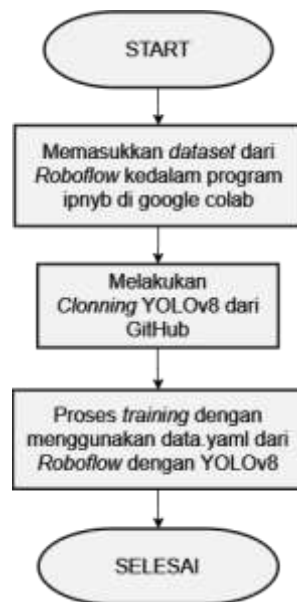 START
Memasukkan dataset dari
Roboflow kedalam program
ipnyb di google colab
Melakukan
Clonning YOLOv8 dari
GitHub
Proses training dengan
menggunakan data.yaml dari
Roboflow dengan YOLOv8
SELESAI